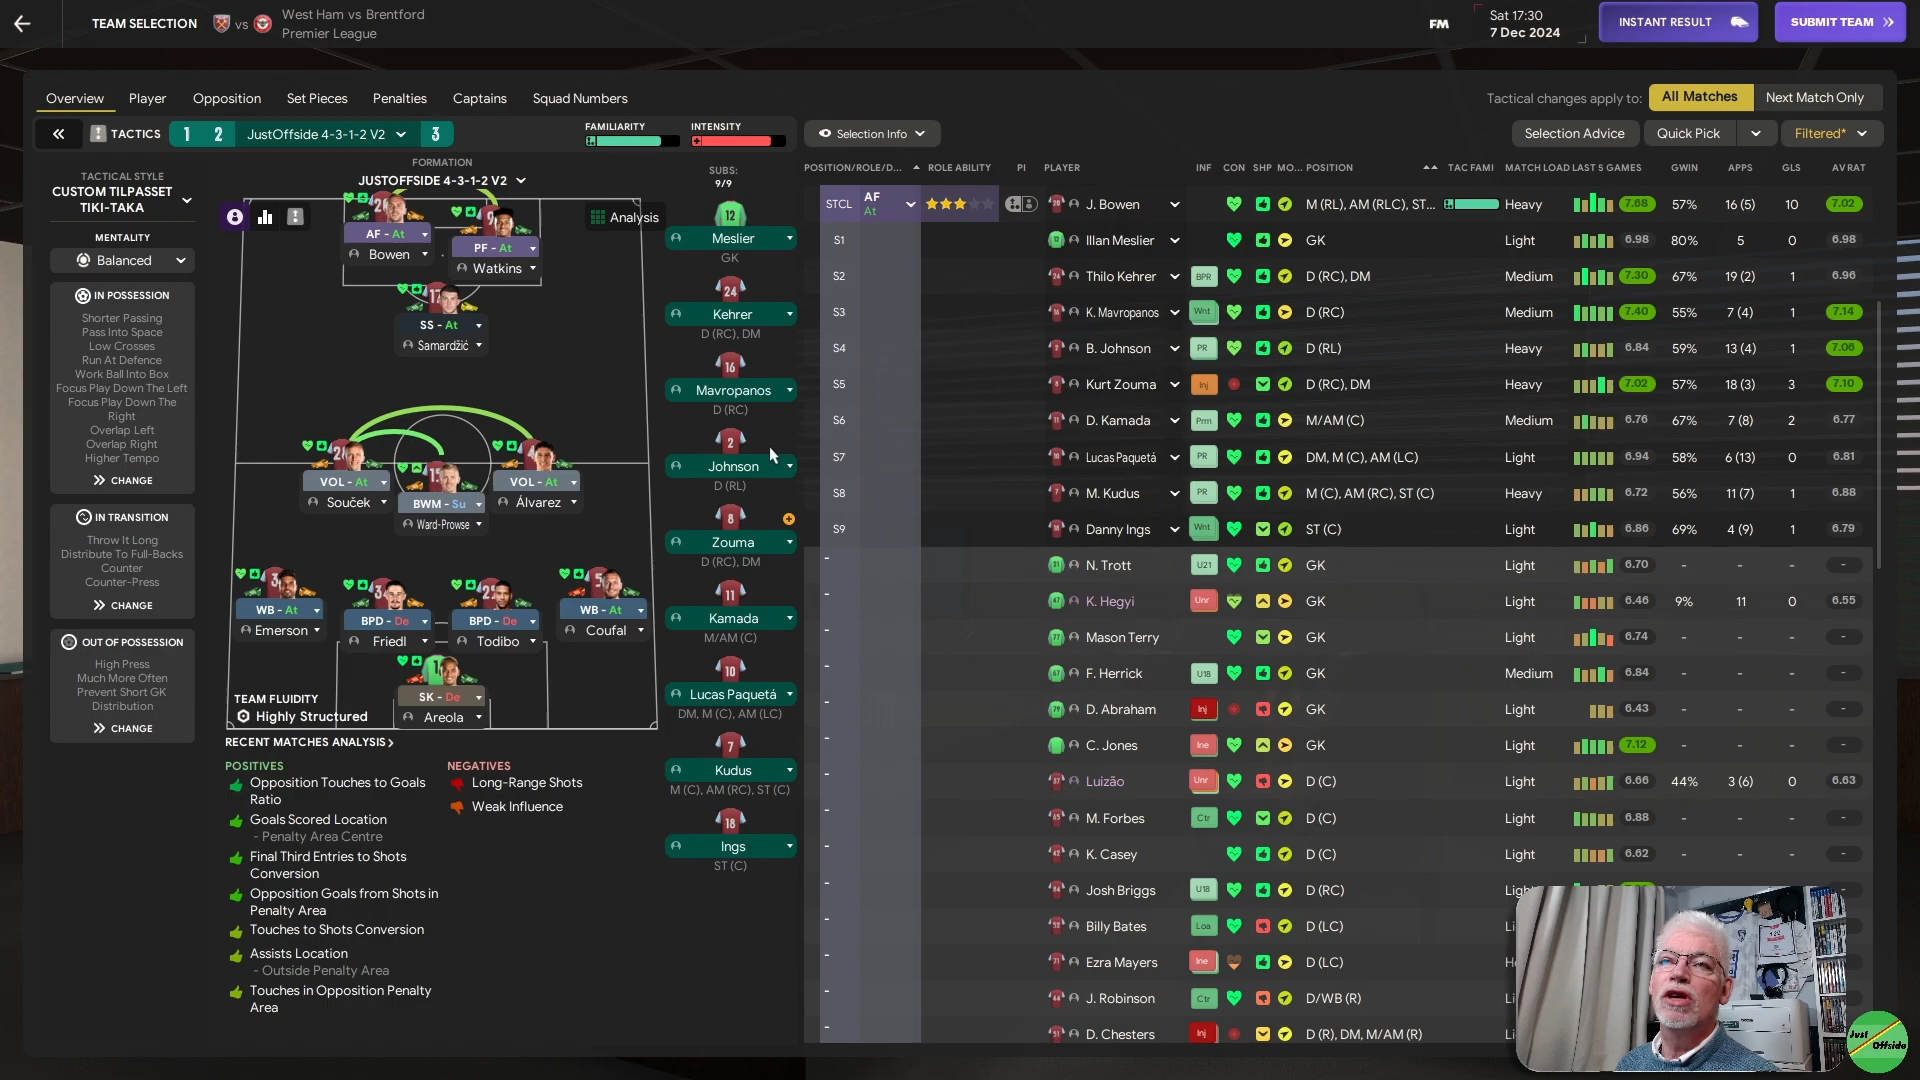 TEAM SELECTION
vs
West Ham vs Brentford
Premier League
FM
Sat 17:30
7 Dec 2024
INSTANT RESULT
SUBMIT TEAM
Overview
Player
Opposition
Set Pieces
Penalties
Captains
Squad Numbers
Tactical changes apply to:
All Matches
Next Match Only
TACTICS
1
2
JustOffside 4-3-1-2 V2
3
FAMILIARITY
INTENSITY
Selection Info
Selection Advice
Quick Pick
Filtered*
TACTICAL STYLE
CUSTOM TILPASSET
TIKI-TAKA
MENTALITY
Balanced
IN POSSESSION
Shorter Passing
Pass Into Space
Low Crosses
Run At Defence
Work Ball Into Box
Focus Play Down The Left
Focus Play Down The
Right
Overlap Left
Overlap Right
Higher Tempo
CHANGE
IN TRANSITION
Throw It Long
Distribute To Full-Backs
Counter
Counter-Press
CHANGE
OUT OF POSSESSION
High Press
Much More Often
Prevent Short GK
Distribution
CHANGE
FORMATION
JUSTOFFSIDE 4-3-1-2 V2
Analysis
AF - At
Bowen
PF - At
Watkins
SS - At
Samardžić
VOL - At
Souček
BWM - Su
Ward-Prowse
VOL - At
Álvarez
WB - At
Emerson
BPD - De
Friedl
BPD - De
Todibo
WB - At
Coufal
SK - De
Areola
TEAM FLUIDITY
Highly Structured
RECENT MATCHES ANALYSIS
POSITIVES
Opposition Touches to Goals
Ratio
Goals Scored Location
- Penalty Area Centre
Final Third Entries to Shots
Conversion
Opposition Goals from Shots in
Penalty Area
Touches to Shots Conversion
Assists Location
- Outside Penalty Area
Touches in Opposition Penalty
Area
NEGATIVES
Long-Range Shots
Weak Influence
SUBS:
9/9
12
Meslier
GK
24
Kehrer
D (RC), DM
16
Mavropanos
D (RC)
2
Johnson
D (RL)
8
Zouma
D (RC), DM
11
Kamada
M/AM (C)
10
Lucas Paquetá
DM, M (C), AM (LC)
7
Kudus
M (C), AM (RC), ST (C)
18
Ings
ST (C)
POSITION/ROLE/D... ROLE ABILITY PI PLAYER INF CON SHP MO... POSITION TAC FAMI MATCH LOAD LAST 5 GAMES GWIN APPS GLS AV RAT
STCL AF At J. Bowen M (RL), AM (RLC), ST... Heavy 7.68 57% 16 (5) 10 7.02
S1 Illan Meslier GK Light 6.98 80% 5 0 6.98
S2 Thilo Kehrer BPR D (RC), DM Medium 7.30 67% 19 (2) 1 6.96
S3 K. Mavropanos Wnt D (RC) Medium 7.40 55% 7 (4) 1 7.14
S4 B. Johnson PR D (RL) Heavy 6.84 59% 13 (4) 1 7.06
S5 Kurt Zouma Inj D (RC), DM Heavy 7.02 57% 18 (3) 3 7.10
S6 D. Kamada Prm M/AM (C) Medium 6.76 67% 7 (8) 2 6.77
S7 Lucas Paquetá PR DM, M (C), AM (LC) Light 6.94 58% 6 (13) 0 6.81
S8 M. Kudus PR M (C), AM (RC), ST (C) Heavy 6.72 56% 11 (7) 1 6.88
S9 Danny Ings Wnt ST (C) Light 6.86 69% 4 (9) 1 6.79
- N. Trott U21 GK Light 6.70 - - - -
- K. Hegyi Unr GK Light 6.46 9% 11 0 6.55
- Mason Terry GK Light 6.74 - - - -
- F. Herrick U18 GK Medium 6.84 - - - -
- D. Abraham Inj GK Light 6.43 - - - -
- C. Jones Ine GK Light 7.12 - - - -
- Luizão Unr D (C) Light 6.66 44% 3 (6) 0 6.63
- M. Forbes Ctr D (C) Light 6.88 - - - -
- K. Casey D (C) Light 6.62 - - - -
- Josh Briggs U18 D (RC)
- Billy Bates Loa D (LC)
- Ezra Mayers Ine D (LC)
- J. Robinson Ctr D/WB (R)
- D. Chesters Inj D (R), DM, M/AM (R)
Just
Offside